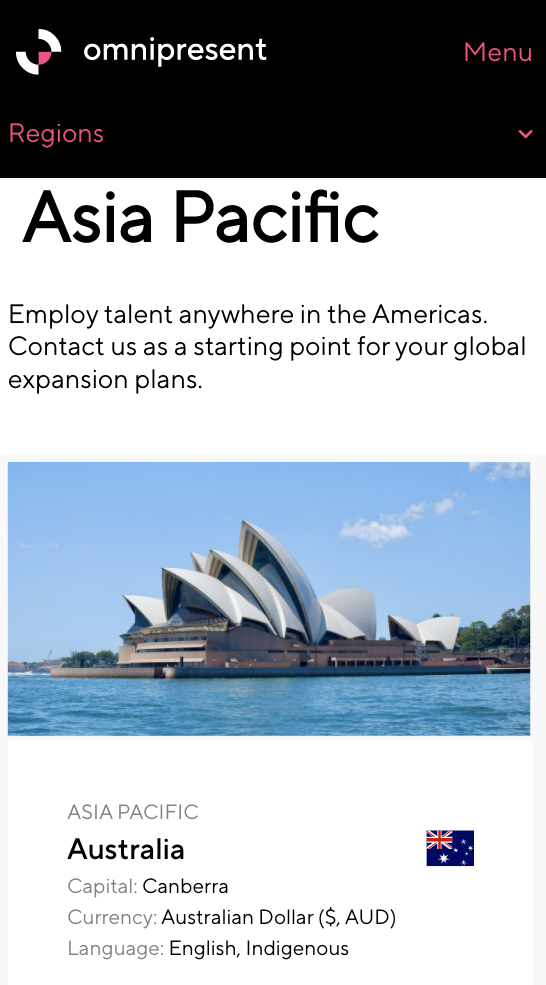 omnipresent
Menu
Regions
Asia Pacific
Employ talent anywhere in the Americas.
Contact us as a starting point for your global
expansion plans.
ASIA PACIFIC
Australia
Capital: Canberra
Currency: Australian Dollar ($, AUD)
Language: English, Indigenous